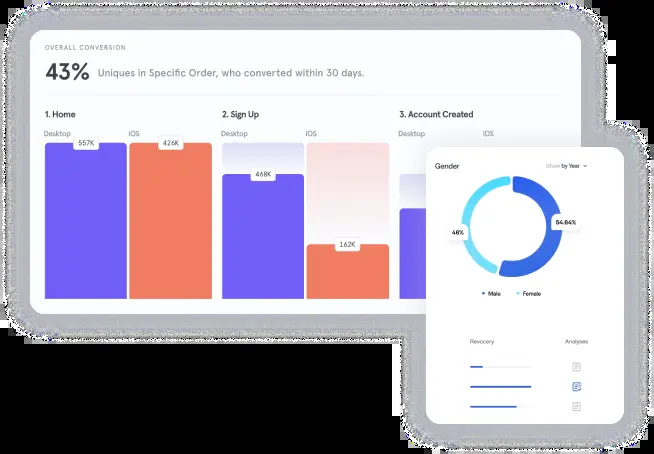 OVERALL CONVERSION
43% Uniques in Specific Order, who converted within 30 days.
1. Home
2. Sign Up
3. Account Created
Desktop
iOS
Desktop
iOS
Desktop
iOS
557K
426K
468K
162K
Gender
Show by Year
46%
54.64%
Male
Female
Revocery
Analyses